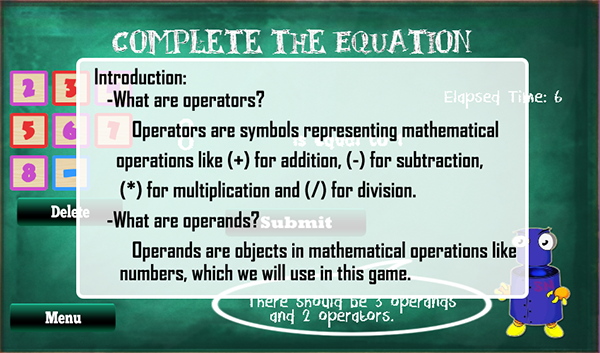 COMPLETE THE EQUATION
Introduction:
-What are operators?
Operators are symbols representing mathematical
operations like (+) for addition, (-) for subtraction,
(*) for multiplication and (/) for division.
-What are operands?
Operands are objects in mathematical operations like
numbers, which we will use in this game.
Elapsed Time: 6
2 3
5 6 7
8 -
Delete
Submit
There should be 3 operands
and 2 operators.
Menu